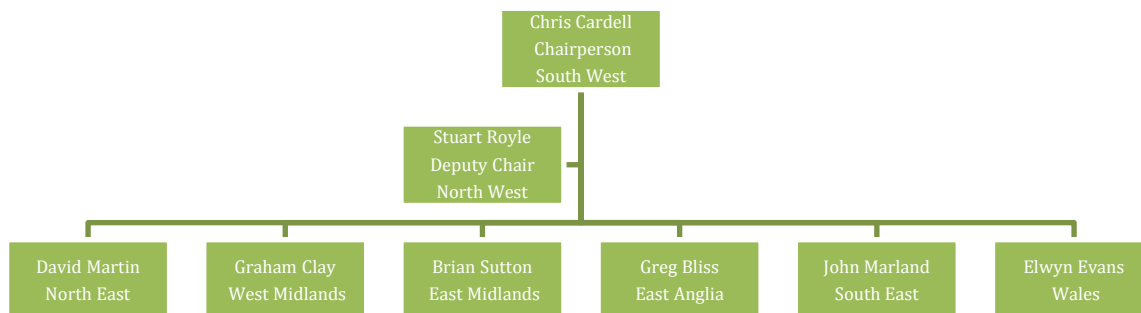 Chris Cardell
Chairperson
South West
Stuart Royle
Deputy Chair
North West
David Martin
North East
Graham Clay
West Midlands
Brian Sutton
East Midlands
Greg Bliss
East Anglia
John Marland
South East
Elwyn Evans
Wales